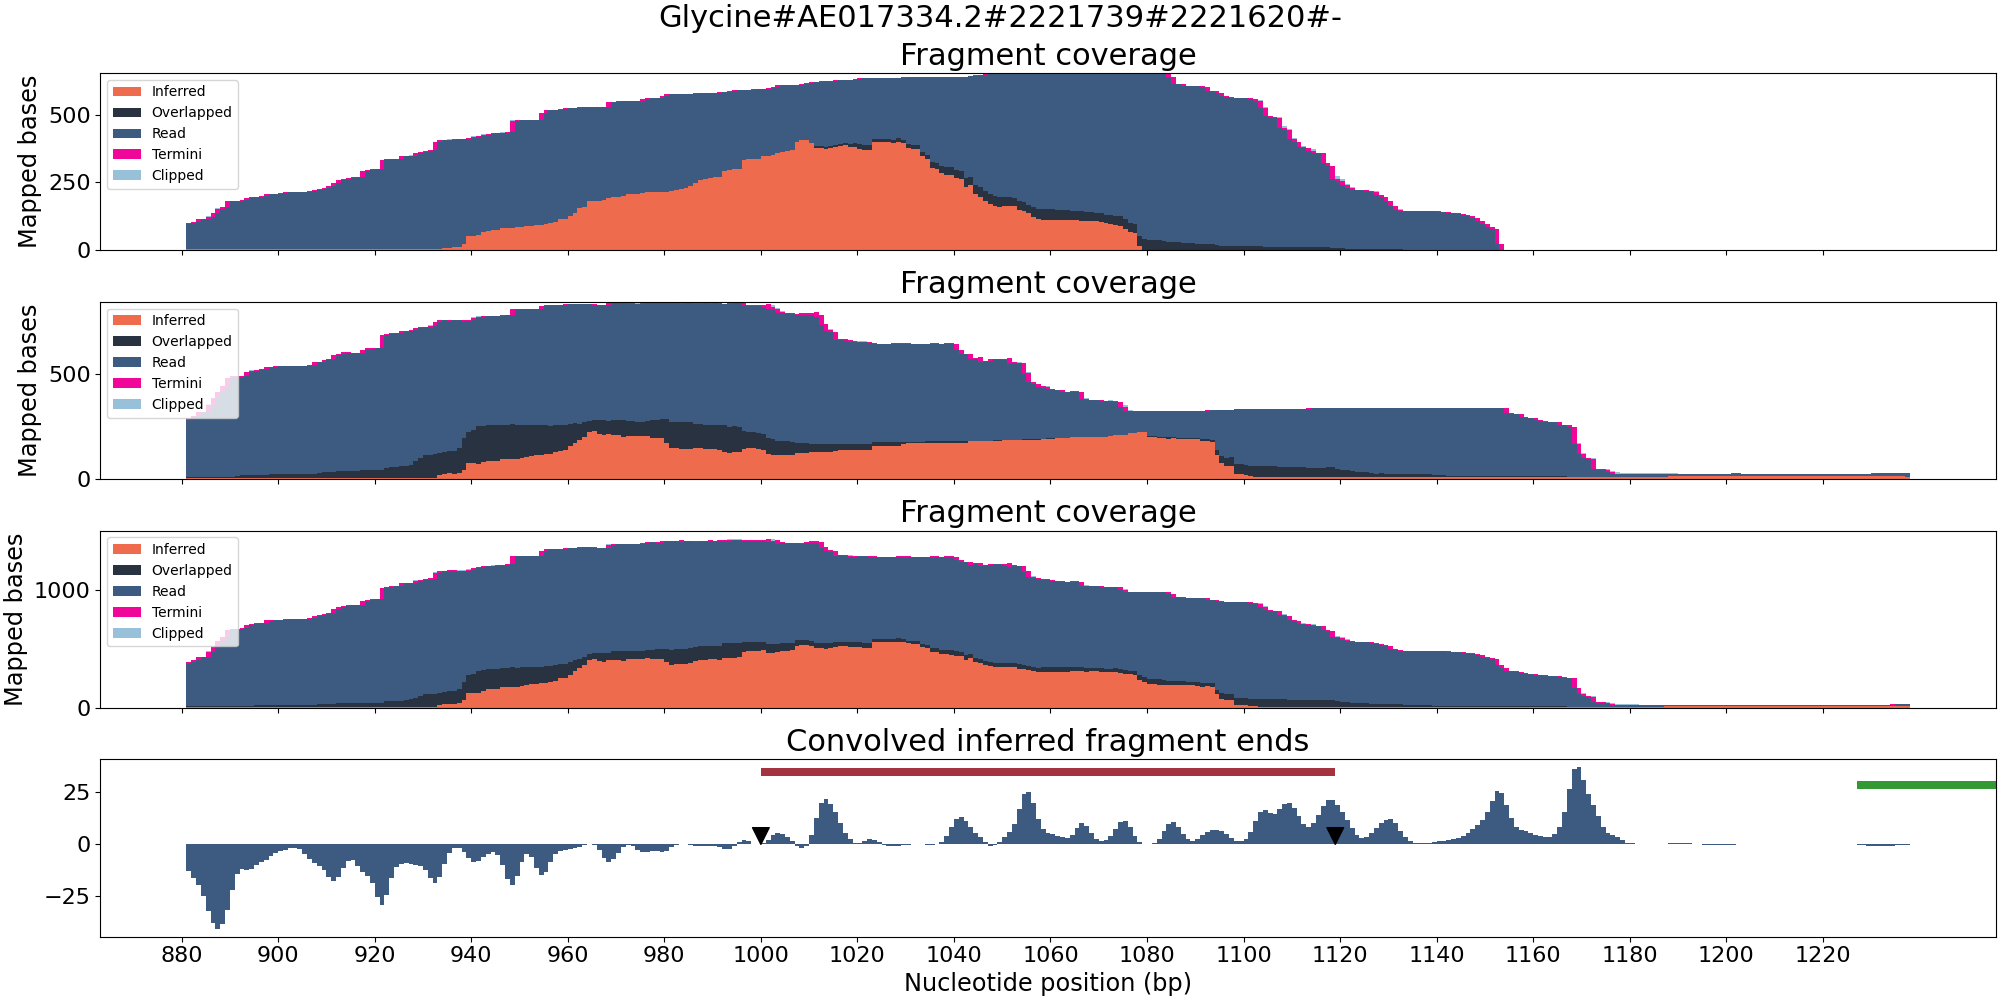 Glycine#AE017334.2#2221739#2221620#-
Fragment coverage
Mapped bases
500
250
0
Inferred
Overlapped
Read
Termini
Clipped
Fragment coverage
Mapped bases
500
0
Inferred
Overlapped
Read
Termini
Clipped
Fragment coverage
Mapped bases
1000
0
Inferred
Overlapped
Read
Termini
Clipped
Convolved inferred fragment ends
25
0
−25
880 900 920 940 960 980 1000 1020 1040 1060 1080 1100 1120 1140 1160 1180 1200 1220
Nucleotide position (bp)